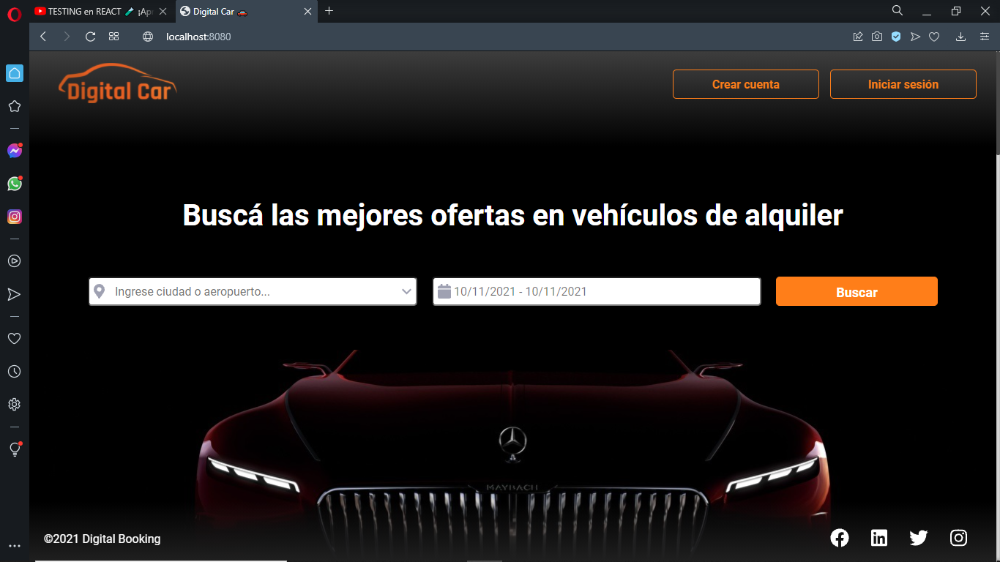 TESTING en REACT 🧪 ¡Ap
Digital Car 🚗
localhost:8080
Digital Car
Crear cuenta
Iniciar sesión
Buscá las mejores ofertas en vehículos de alquiler
Ingrese ciudad o aeropuerto...
10/11/2021 - 10/11/2021
Buscar
MAYBACH
©2021 Digital Booking